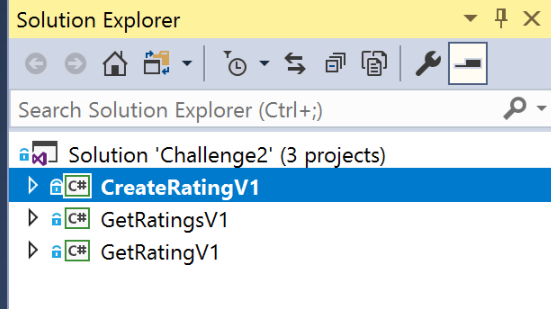 Solution Explorer
Search Solution Explorer (Ctrl+;)
Solution 'Challenge2' (3 projects)
C# CreateRatingV1
C# GetRatingsV1
C# GetRatingV1